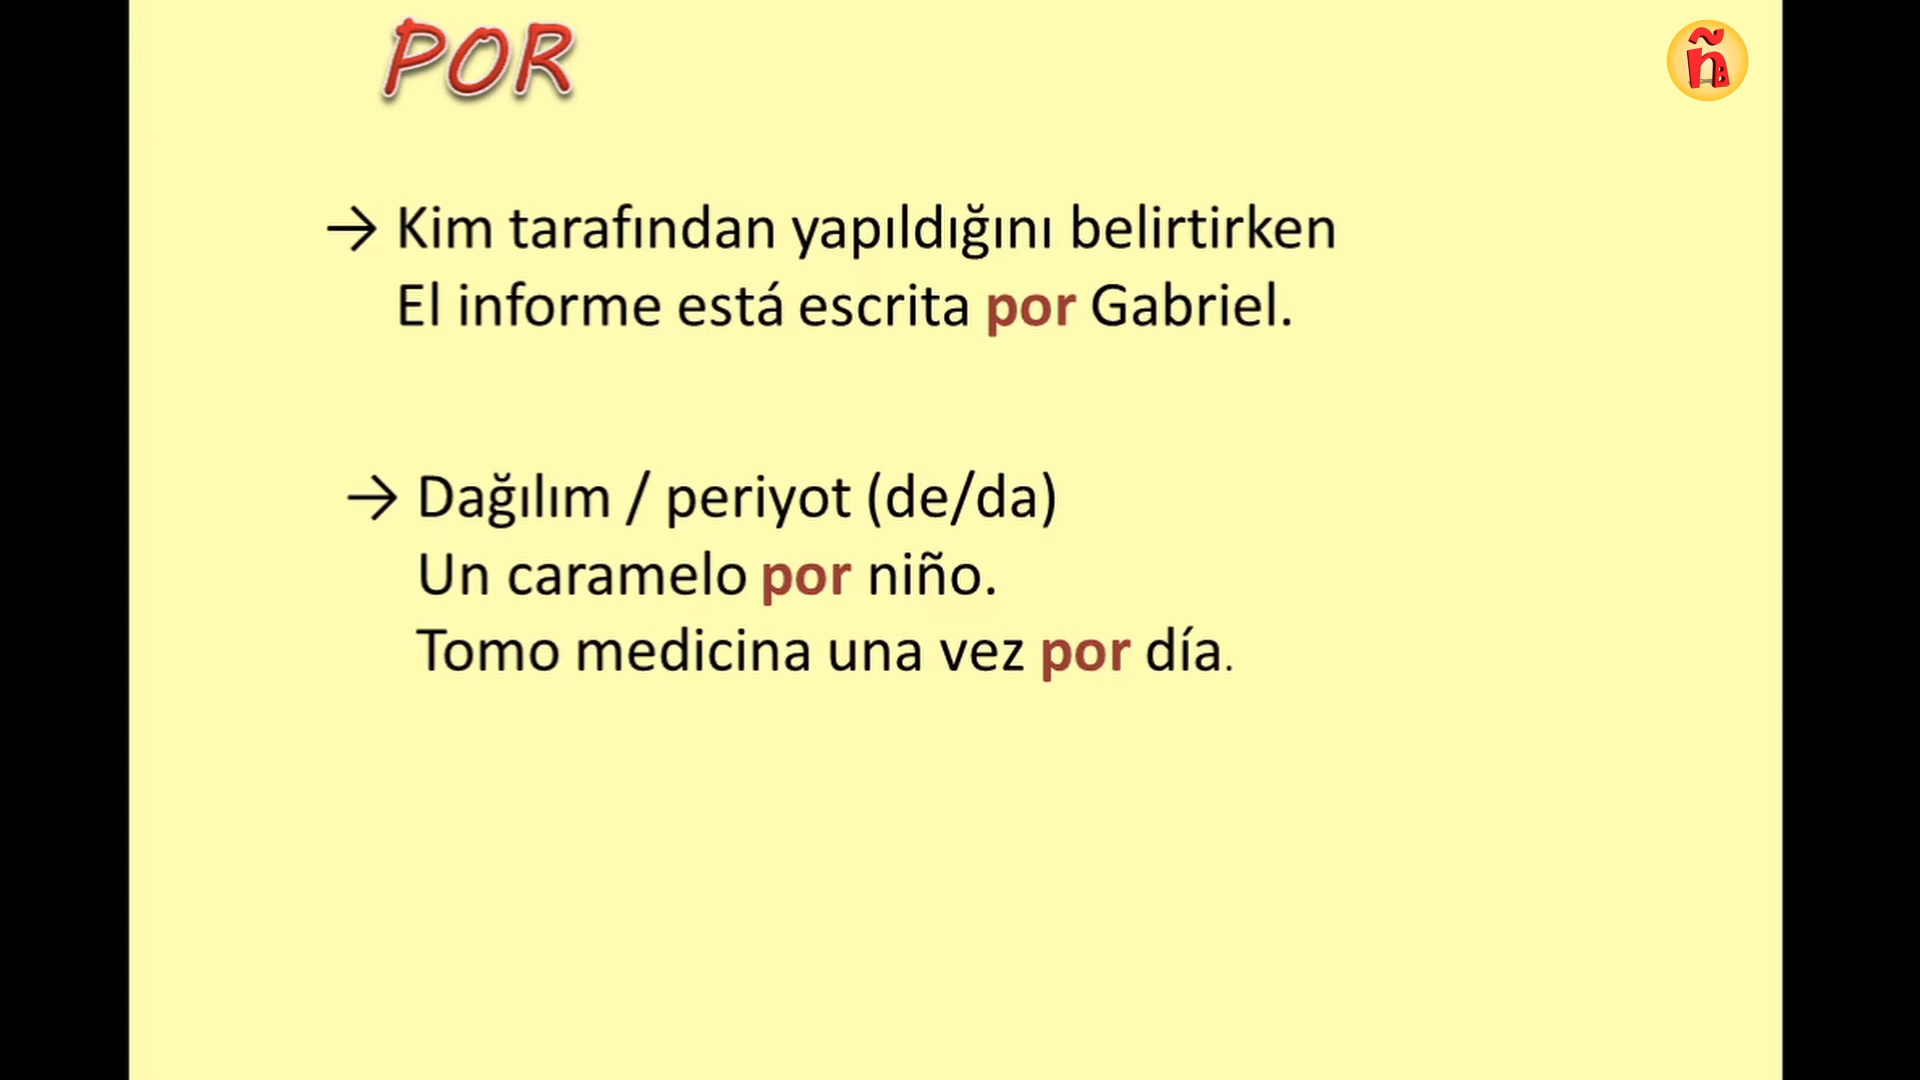 POR
ñ
→ Kim tarafından yapıldığını belirtirken
El informe está escrita por Gabriel.
→ Dağılım / periyot (de/da)
Un caramelo por niño.
Tomo medicina una vez por día.